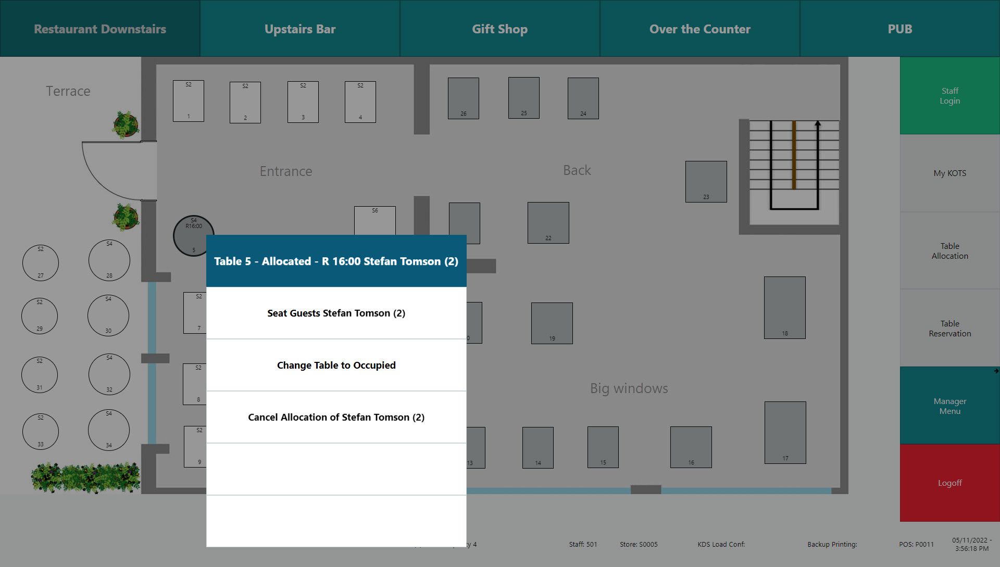 Restaurant Downstairs
Upstairs Bar
Gift Shop
Over the Counter
PUB
Terrace
S2
1
S2
2
S2
3
S2
4
26
25
24
Staff
Login
My KOTS
Entrance
Back
23
S6
S4
R16:00
5
22
Table
Allocation
S2
27
S4
28
Table 5 - Allocated - R 16:00 Stefan Tomson (2)
Seat Guests Stefan Tomson (2)
Change Table to Occupied
Cancel Allocation of Stefan Tomson (2)
S2
29
S4
30
S2
7
0
19
18
Table
Reservation
S2
31
S4
32
S2
8
Big windows
Manager
Menu
S2
33
S4
34
S2
9
13
14
15
16
17
Logoff
4
Staff: 501
Store: S0005
KDS Load Conf:
Backup Printing:
POS: P0011
05/11/2022 -
3:56:18 PM